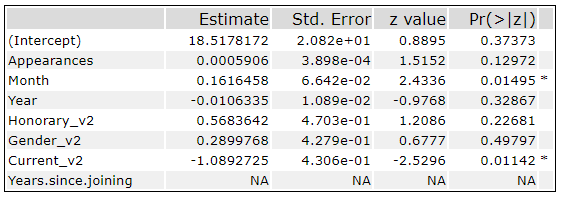 Estimate Std. Error z value Pr(>|z|)
(Intercept) 18.5178172 2.082e+01 0.8895 0.37373
Appearances 0.0005906 3.898e-04 1.5152 0.12972
Month 0.1616458 6.642e-02 2.4336 0.01495 *
Year -0.0106335 1.089e-02 -0.9768 0.32867
Honorary_v2 0.5683642 4.703e-01 1.2086 0.22681
Gender_v2 0.2899768 4.279e-01 0.6777 0.49797
Current_v2 -1.0892725 4.306e-01 -2.5296 0.01142 *
Years.since.joining NA NA NA NA